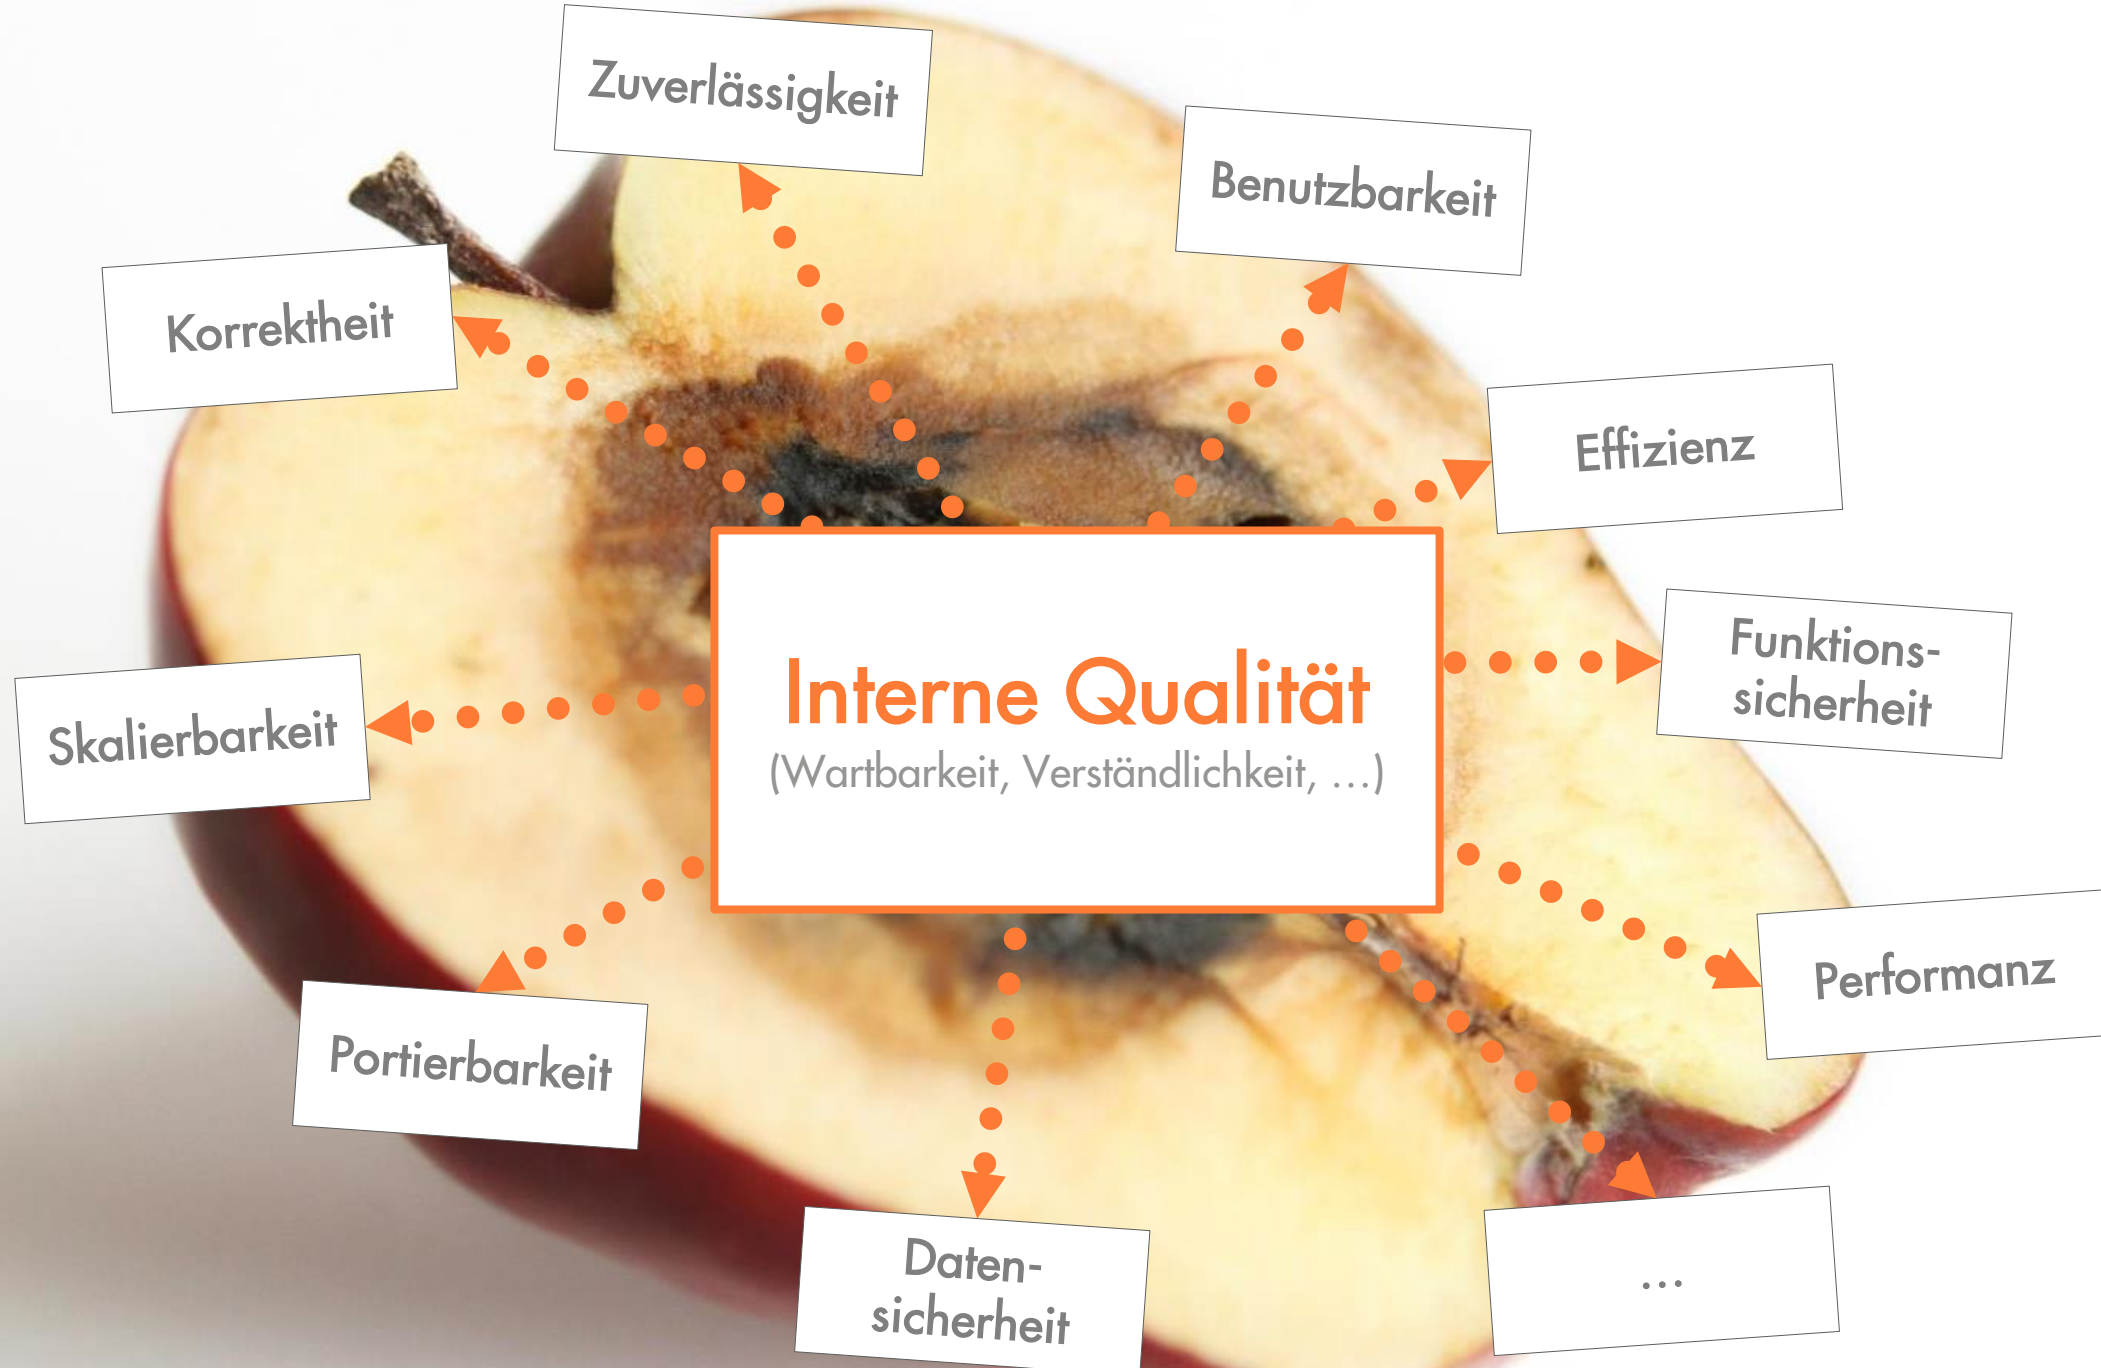 Zuverlässigkeit
Benutzbarkeit
Korrektheit
Effizienz
Funktions-
sicherheit
Interne Qualität
(Wartbarkeit, Verständlichkeit, ...)
Skalierbarkeit
Performanz
Portierbarkeit
Daten-
sicherheit
...